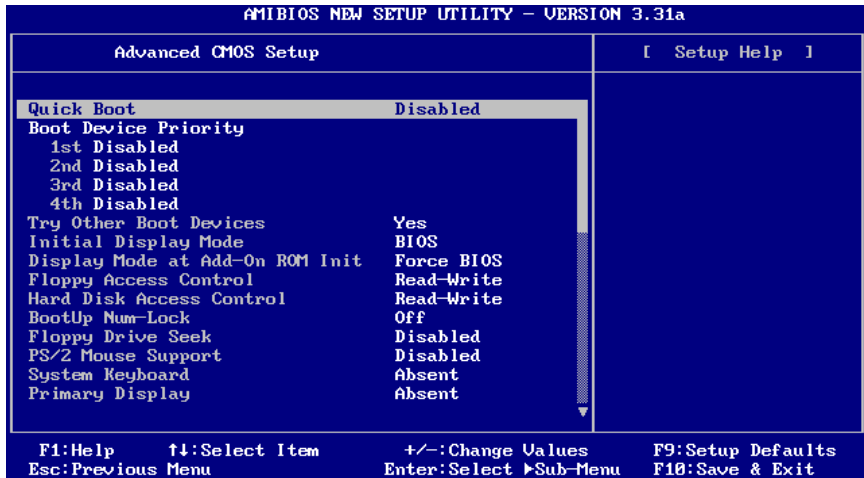 AMIBIOS NEW SETUP UTILITY - VERSION 3.31a
Advanced CMOS Setup
[ Setup Help ]
Quick Boot Disabled
Boot Device Priority
1st Disabled
2nd Disabled
3rd Disabled
4th Disabled
Try Other Boot Devices Yes
Initial Display Mode BIOS
Display Mode at Add-On ROM Init Force BIOS
Floppy Access Control Read-Write
Hard Disk Access Control Read-Write
BootUp Num-Lock Off
Floppy Drive Seek Disabled
PS/2 Mouse Support Disabled
System Keyboard Absent
Primary Display Absent
F1:Help ↑↓:Select Item +/-:Change Values F9:Setup Defaults
Esc:Previous Menu Enter:Select ▶Sub-Menu F10:Save & Exit